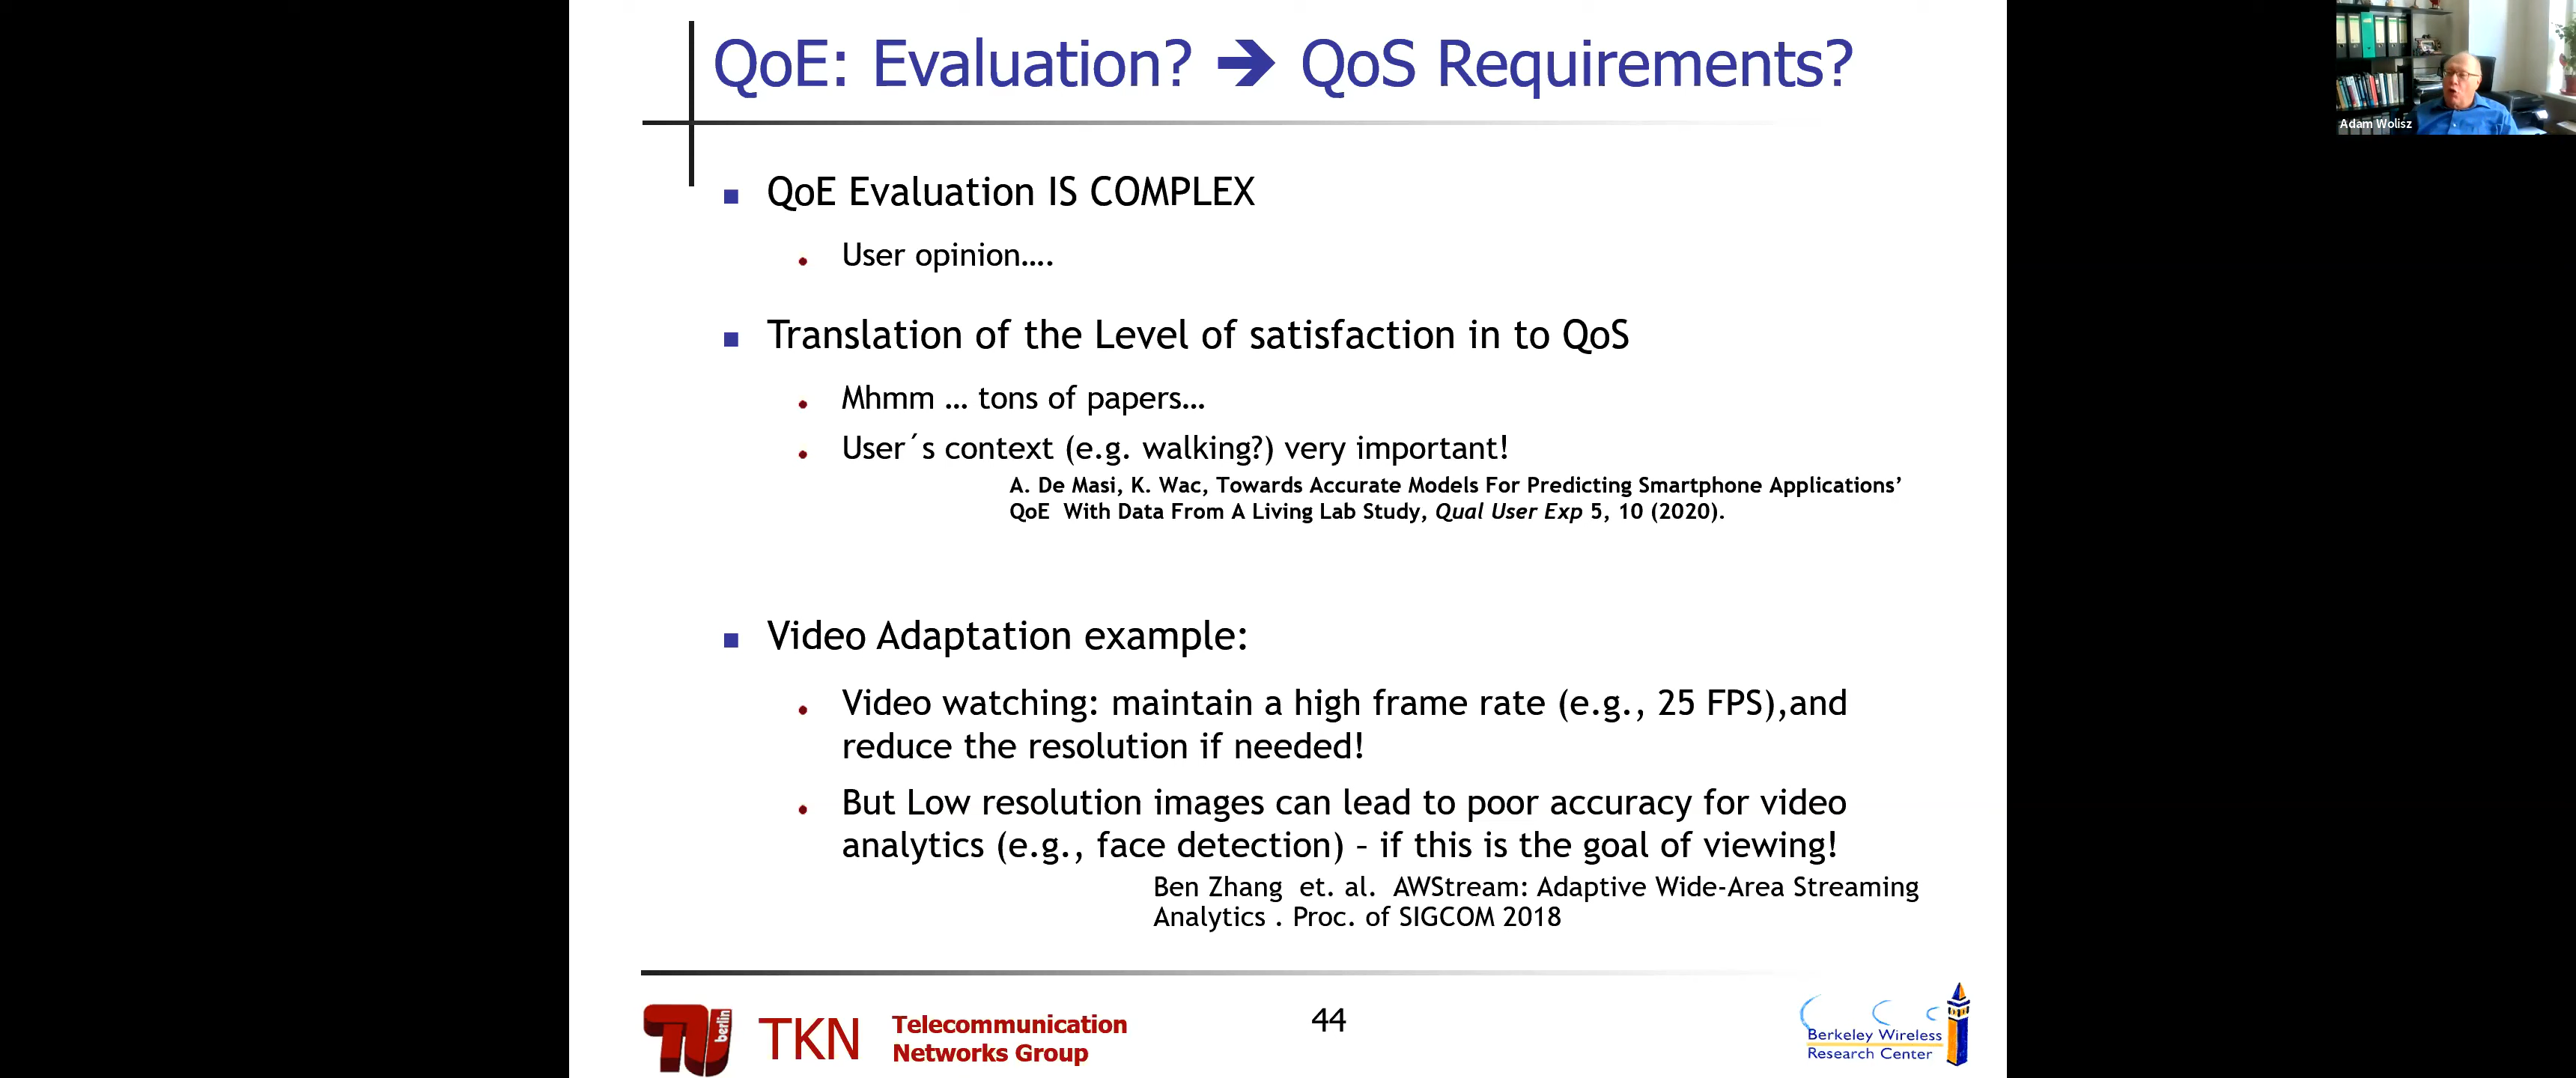 QoE: Evaluation? ➔ QoS Requirements?
Adam Wolisz
QoE Evaluation IS COMPLEX
User opinion….
Translation of the Level of satisfaction in to QoS
Mhmm … tons of papers…
User´s context (e.g. walking?) very important!
A. De Masi, K. Wac, Towards Accurate Models For Predicting Smartphone Applications’
QoE With Data From A Living Lab Study, Qual User Exp 5, 10 (2020).
Video Adaptation example:
Video watching: maintain a high frame rate (e.g., 25 FPS),and
reduce the resolution if needed!
But Low resolution images can lead to poor accuracy for video
analytics (e.g., face detection) – if this is the goal of viewing!
Ben Zhang et. al. AWStream: Adaptive Wide-Area Streaming
Analytics . Proc. of SIGCOM 2018
TU berlin
TKN
Telecommunication
Networks Group
44
Berkeley Wireless
Research Center